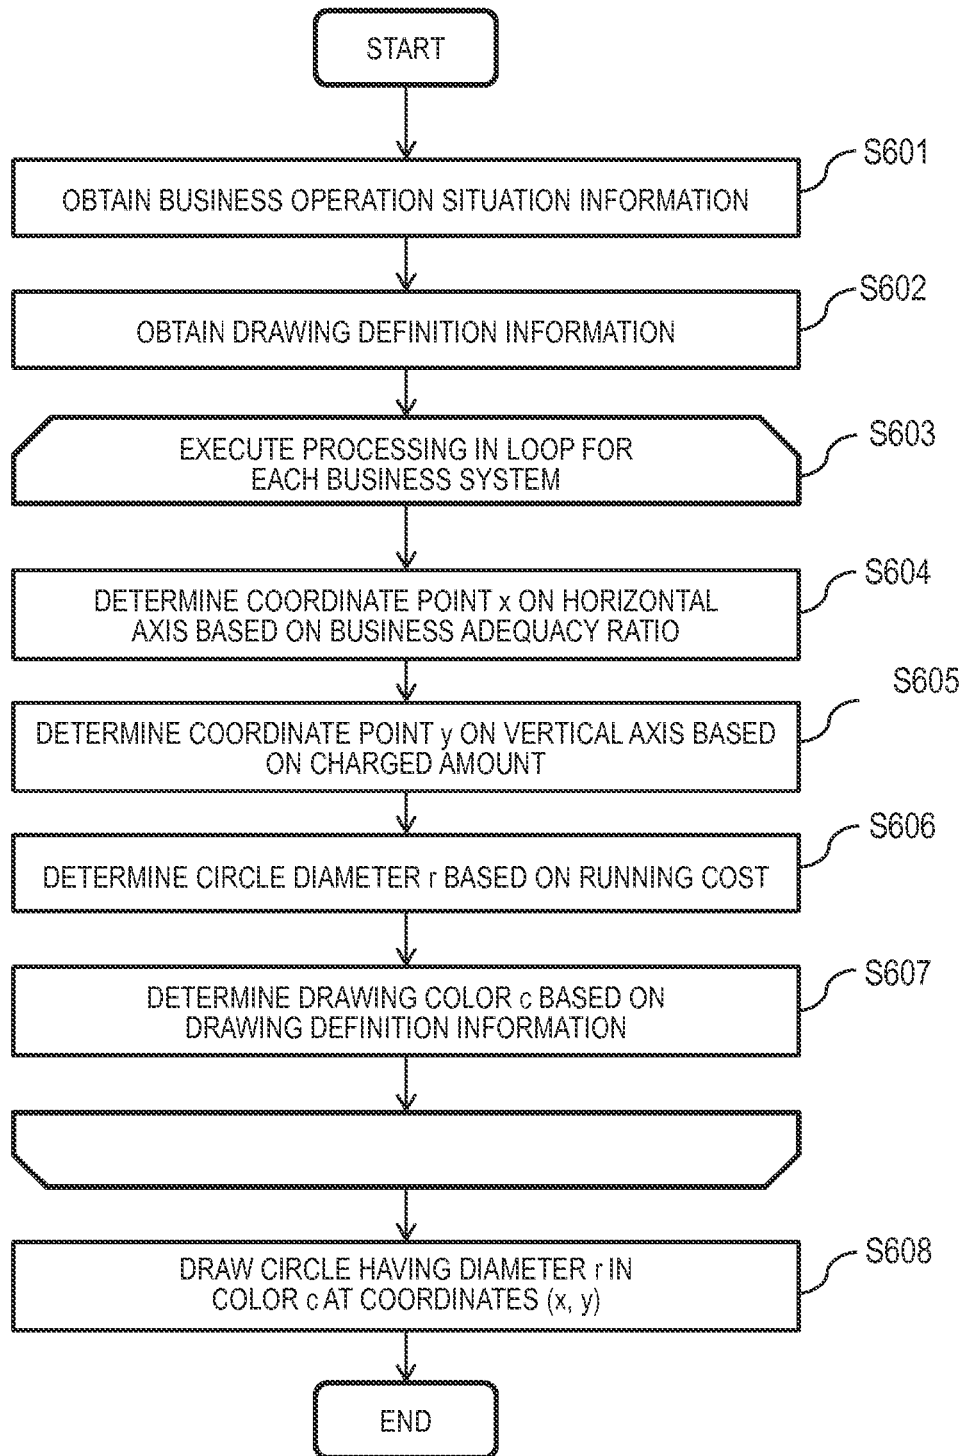 START
S601
OBTAIN BUSINESS OPERATION SITUATION INFORMATION
S602
OBTAIN DRAWING DEFINITION INFORMATION
S603
EXECUTE PROCESSING IN LOOP FOR
EACH BUSINESS SYSTEM
S604
DETERMINE COORDINATE POINT x ON HORIZONTAL
AXIS BASED ON BUSINESS ADEQUACY RATIO
S605
DETERMINE COORDINATE POINT y ON VERTICAL AXIS BASED
ON CHARGED AMOUNT
S606
DETERMINE CIRCLE DIAMETER r BASED ON RUNNING COST
S607
DETERMINE DRAWING COLOR c BASED ON
DRAWING DEFINITION INFORMATION
S608
DRAW CIRCLE HAVING DIAMETER r IN
COLOR c AT COORDINATES (x, y)
END